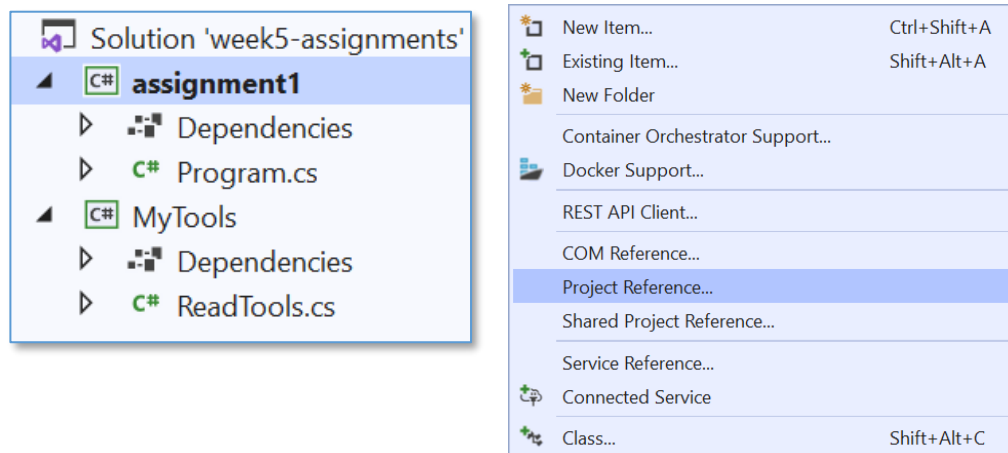 Solution 'week5-assignments'
C# assignment1
Dependencies
C# Program.cs
C# MyTools
Dependencies
C# ReadTools.cs
New Item... Ctrl+Shift+A
Existing Item... Shift+Alt+A
New Folder
Container Orchestrator Support...
Docker Support...
REST API Client...
COM Reference...
Project Reference...
Shared Project Reference...
Service Reference...
Connected Service
Class... Shift+Alt+C